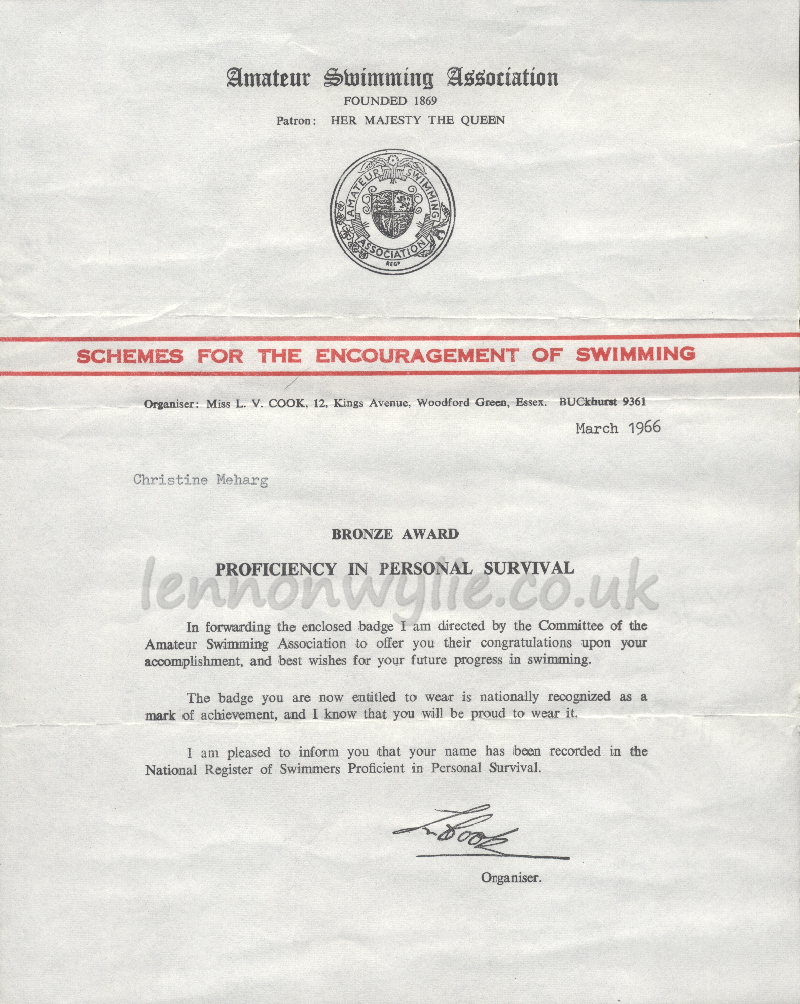 Amateur Swimming Association
FOUNDED 1869
Patron: HER MAJESTY THE QUEEN
AMATEUR SWIMMING
ASSOCIATION
REGD
SCHEMES FOR THE ENCOURAGEMENT OF SWIMMING
Organiser: Miss L. V. COOK, 12, Kings Avenue, Woodford Green, Essex. BUCkhurst 9361
March 1966
Christine Meharg
BRONZE AWARD
PROFICIENCY IN PERSONAL SURVIVAL
lennonwylie.co.uk
In forwarding the enclosed badge I am directed by the Committee of the
Amateur Swimming Association to offer you their congratulations upon your
accomplishment, and best wishes for your future progress in swimming.
The badge you are now entitled to wear is nationally recognized as a
mark of achievement, and I know that you will be proud to wear it.
I am pleased to inform you that your name has been recorded in the
National Register of Swimmers Proficient in Personal Survival.
Cook
Organiser.